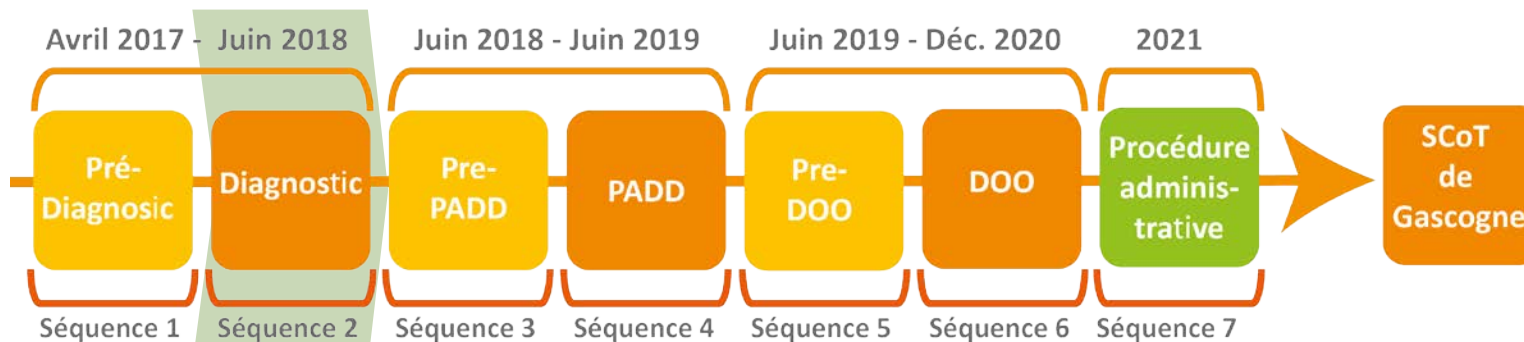 Avril 2017 - Juin 2018
Juin 2018 - Juin 2019
Juin 2019 - Déc. 2020
2021
Pré-
Diagnosic
Diagnostic
Pre-
PADD
PADD
Pre-
DOO
DOO
Procédure
adminis-
trative
SCoT
de
Gascogne
Séquence 1
Séquence 2
Séquence 3
Séquence 4
Séquence 5
Séquence 6
Séquence 7